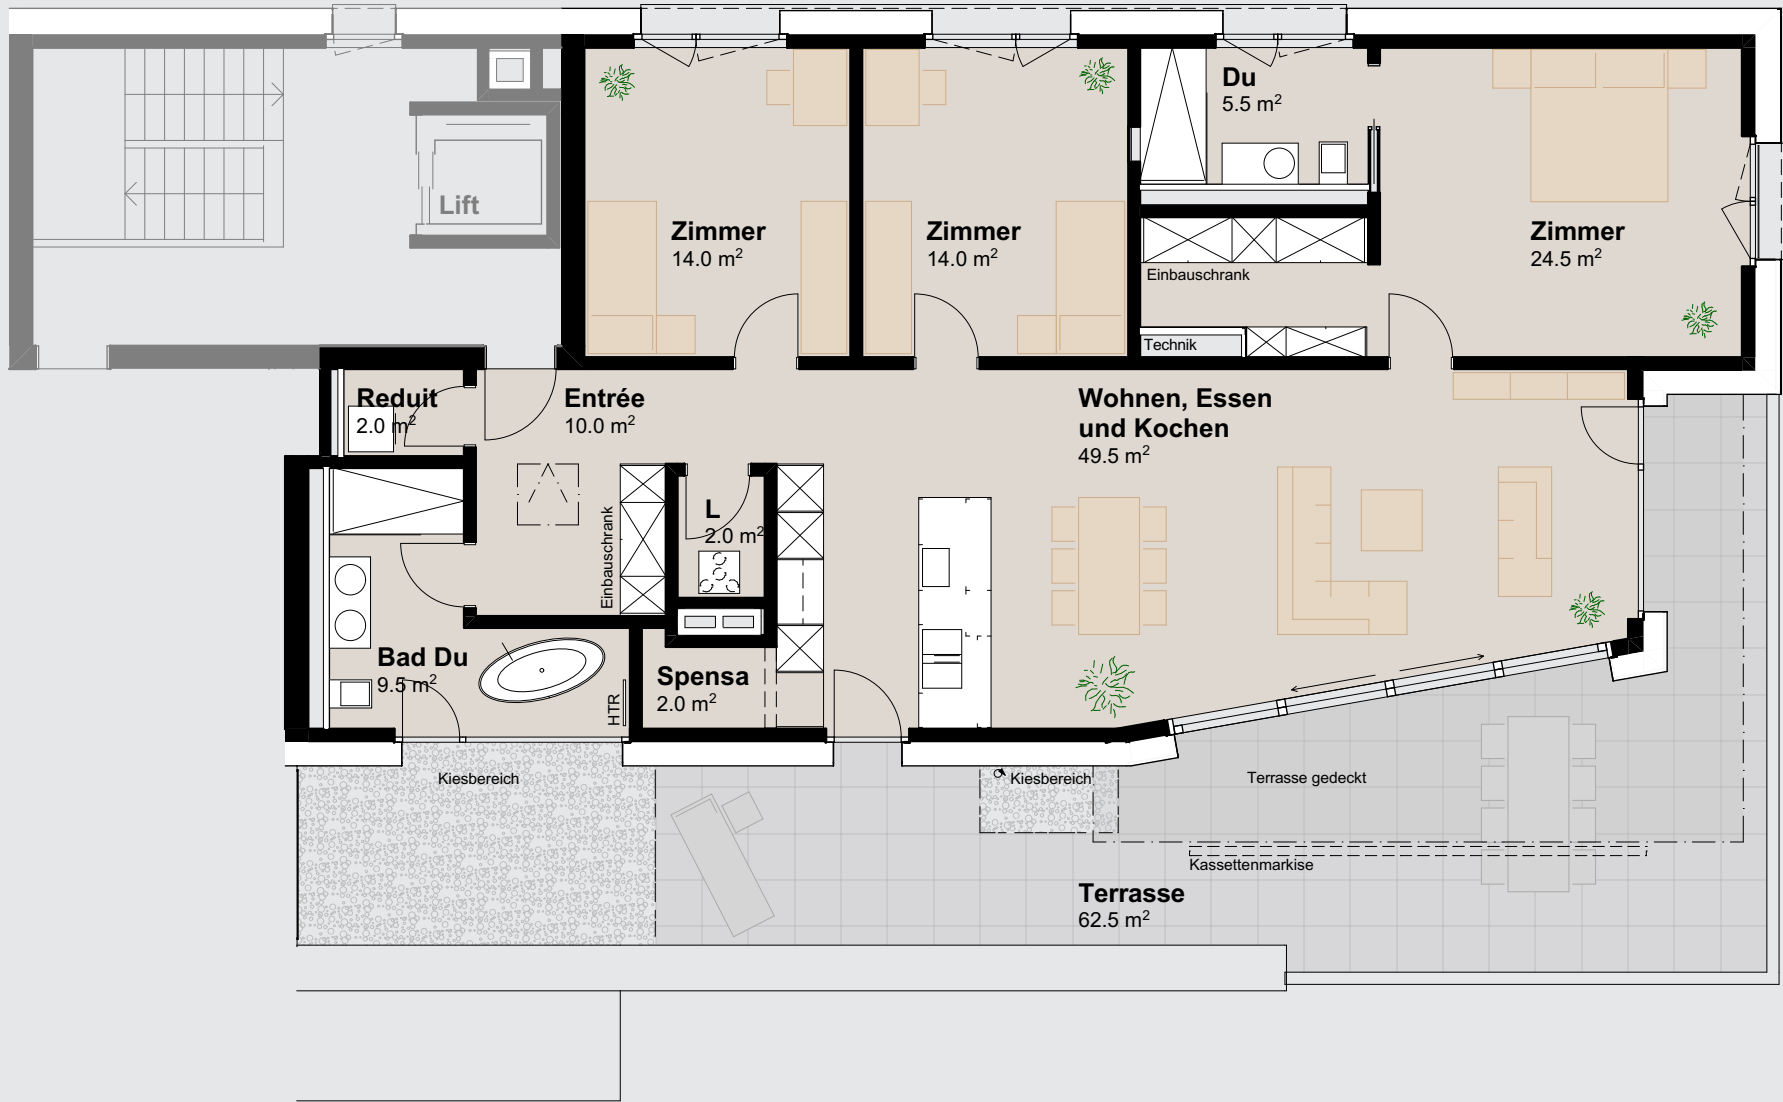 Du
5.5 m²
Lift
Zimmer
14.0 m²
Zimmer
14.0 m²
Zimmer
24.5 m²
Einbauschrank
Technik
Reduit
2.0 m²
Entrée
10.0 m²
Wohnen, Essen
und Kochen
49.5 m²
L
2.0 m²
Einbauschrank
Bad Du
9.5 m²
HTR
Spensa
2.0 m²
Kiesbereich
Kiesbereich
Terrasse gedeckt
Kassettenmarkise
Terrasse
62.5 m²